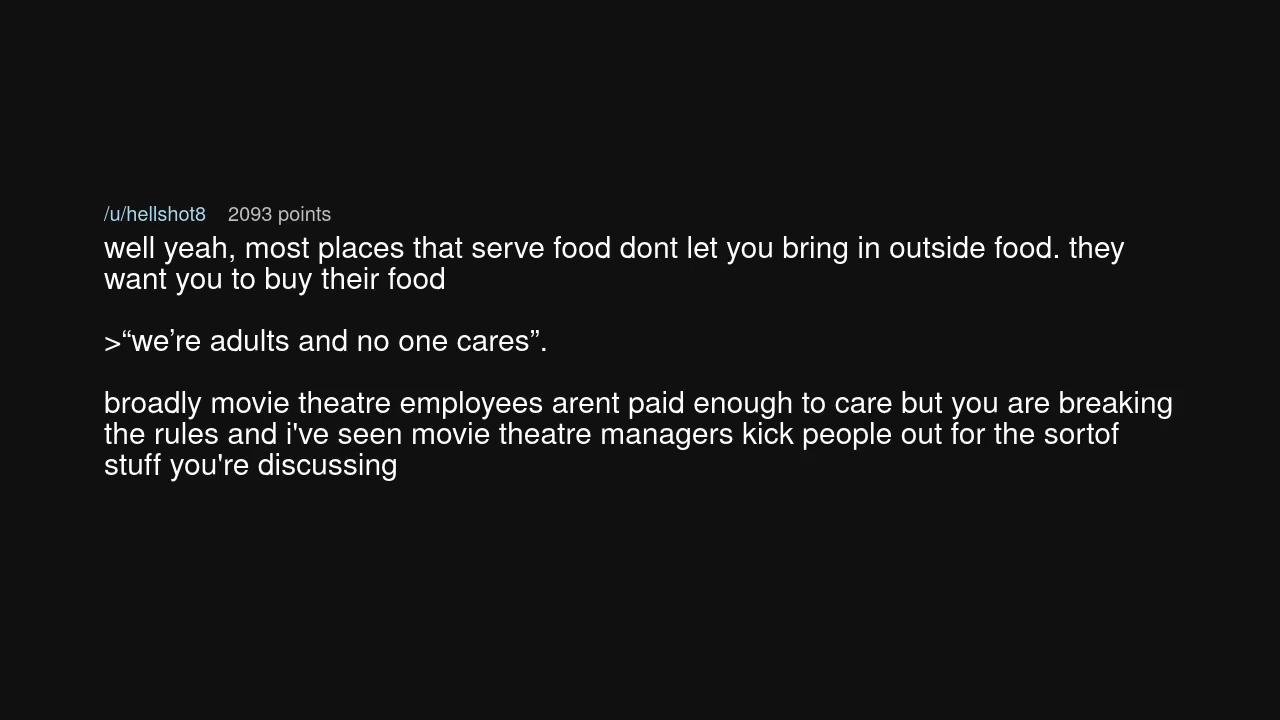 /u/hellshot8 2093 points
well yeah, most places that serve food dont let you bring in outside food. they
want you to buy their food
>“we’re adults and no one cares”.
broadly movie theatre employees arent paid enough to care but you are breaking
the rules and i've seen movie theatre managers kick people out for the sortof
stuff you're discussing